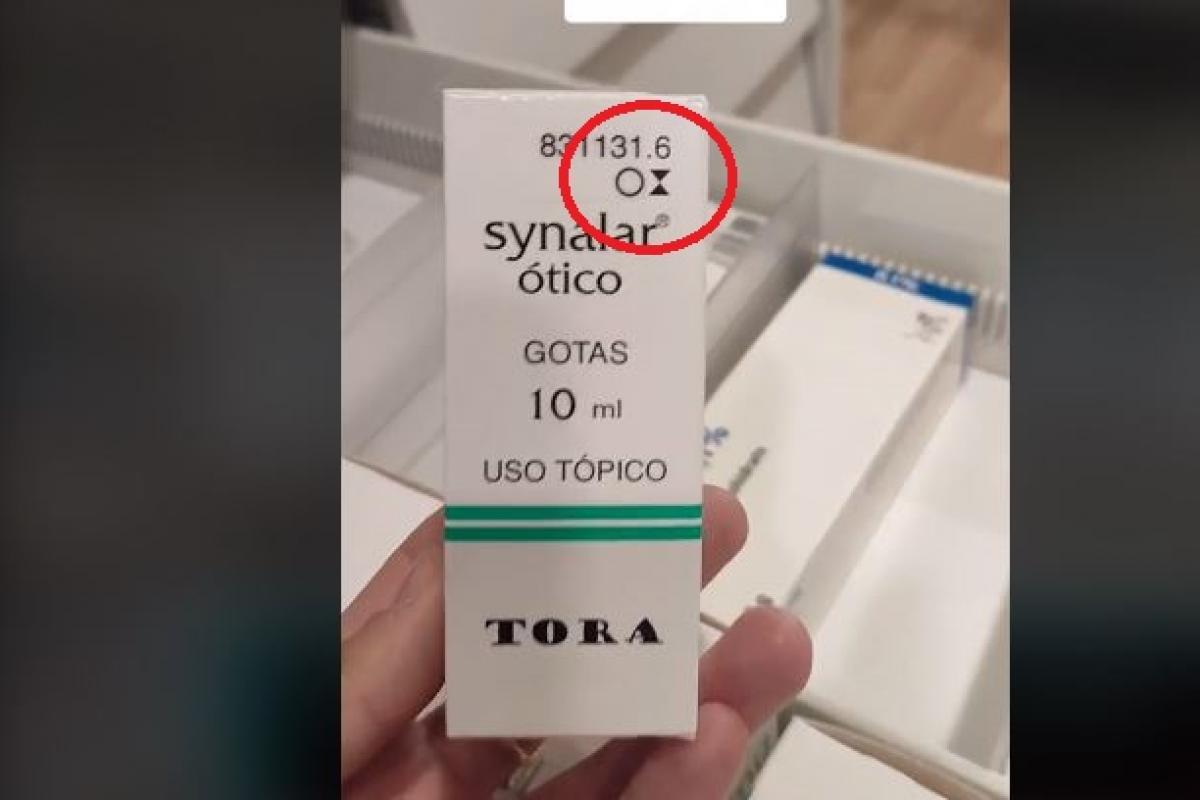 831131.6
synalar®
ótico
GOTAS
10 ml
USO TÓPICO
TORA